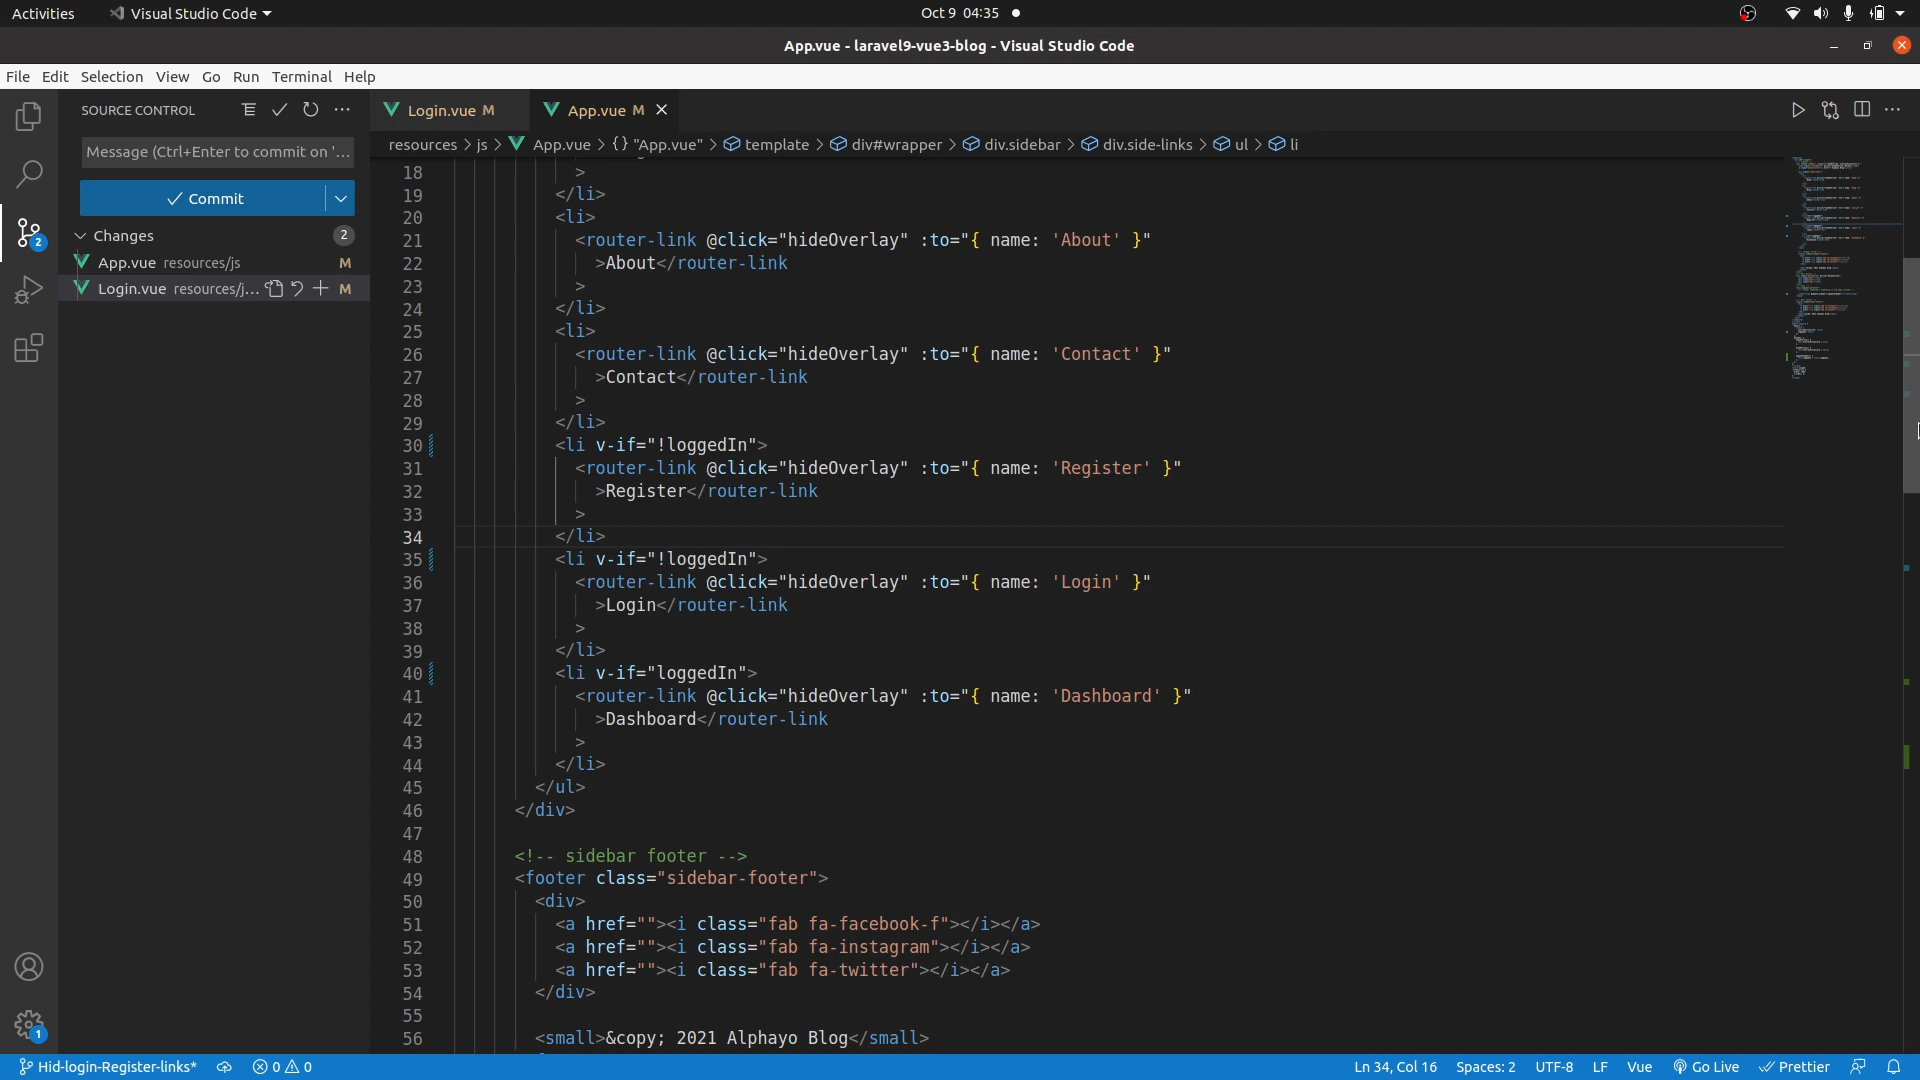 Activities Visual Studio Code Oct 9 04:35
App.vue - laravel9-vue3-blog - Visual Studio Code
File Edit Selection View Go Run Terminal Help
SOURCE CONTROL
Login.vue M App.vue M
resources > js > App.vue > {} "App.vue" > template > div#wrapper > div.sidebar > div.side-links > ul > li
Message (Ctrl+Enter to commit on '...
Commit
Changes 2
App.vue resources/js M
Login.vue resources/j... M
2
1
18 >
19 </li>
20 <li>
21 <router-link @click="hideOverlay" :to="{ name: 'About' }"
22 >About</router-link
23 >
24 </li>
25 <li>
26 <router-link @click="hideOverlay" :to="{ name: 'Contact' }"
27 >Contact</router-link
28 >
29 </li>
30 <li v-if="!loggedIn">
31 <router-link @click="hideOverlay" :to="{ name: 'Register' }"
32 >Register</router-link
33 >
34 </li>
35 <li v-if="!loggedIn">
36 <router-link @click="hideOverlay" :to="{ name: 'Login' }"
37 >Login</router-link
38 >
39 </li>
40 <li v-if="loggedIn">
41 <router-link @click="hideOverlay" :to="{ name: 'Dashboard' }"
42 >Dashboard</router-link
43 >
44 </li>
45 </ul>
46 </div>
47
48 <!-- sidebar footer -->
49 <footer class="sidebar-footer">
50 <div>
51 <a href=""><i class="fab fa-facebook-f"></i></a>
52 <a href=""><i class="fab fa-instagram"></i></a>
53 <a href=""><i class="fab fa-twitter"></i></a>
54 </div>
55
56 <small>&copy; 2021 Alphayo Blog</small>
Hid-login-Register-links* 0 0 Ln 34, Col 16 Spaces: 2 UTF-8 LF Vue Go Live Prettier